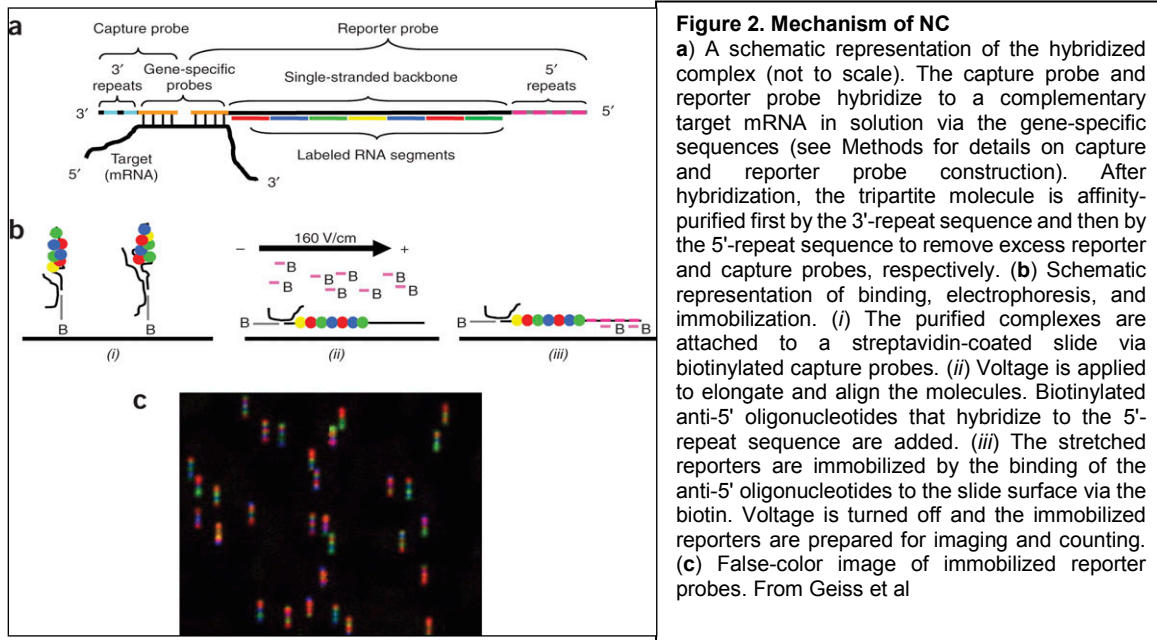 a
Capture probe
Reporter probe
3′ repeats
Gene-specific probes
Single-stranded backbone
5′ repeats
3′
5′
Target (mRNA)
Labeled RNA segments
5′
3′
b
160 V/cm
–
+
B
B
B
B
B
B
B
B
B
B
B
B
B
B
(i)
(ii)
(iii)
c
Figure 2. Mechanism of NC
a) A schematic representation of the hybridized
complex (not to scale). The capture probe and
reporter probe hybridize to a complementary
target mRNA in solution via the gene-specific
sequences (see Methods for details on capture
and reporter probe construction). After
hybridization, the tripartite molecule is affinity-
purified first by the 3'-repeat sequence and then by
the 5'-repeat sequence to remove excess reporter
and capture probes, respectively. (b) Schematic
representation of binding, electrophoresis, and
immobilization. (i) The purified complexes are
attached to a streptavidin-coated slide via
biotinylated capture probes. (ii) Voltage is applied
to elongate and align the molecules. Biotinylated
anti-5' oligonucleotides that hybridize to the 5'-
repeat sequence are added. (iii) The stretched
reporters are immobilized by the binding of the
anti-5' oligonucleotides to the slide surface via the
biotin. Voltage is turned off and the immobilized
reporters are prepared for imaging and counting.
(c) False-color image of immobilized reporter
probes. From Geiss et al